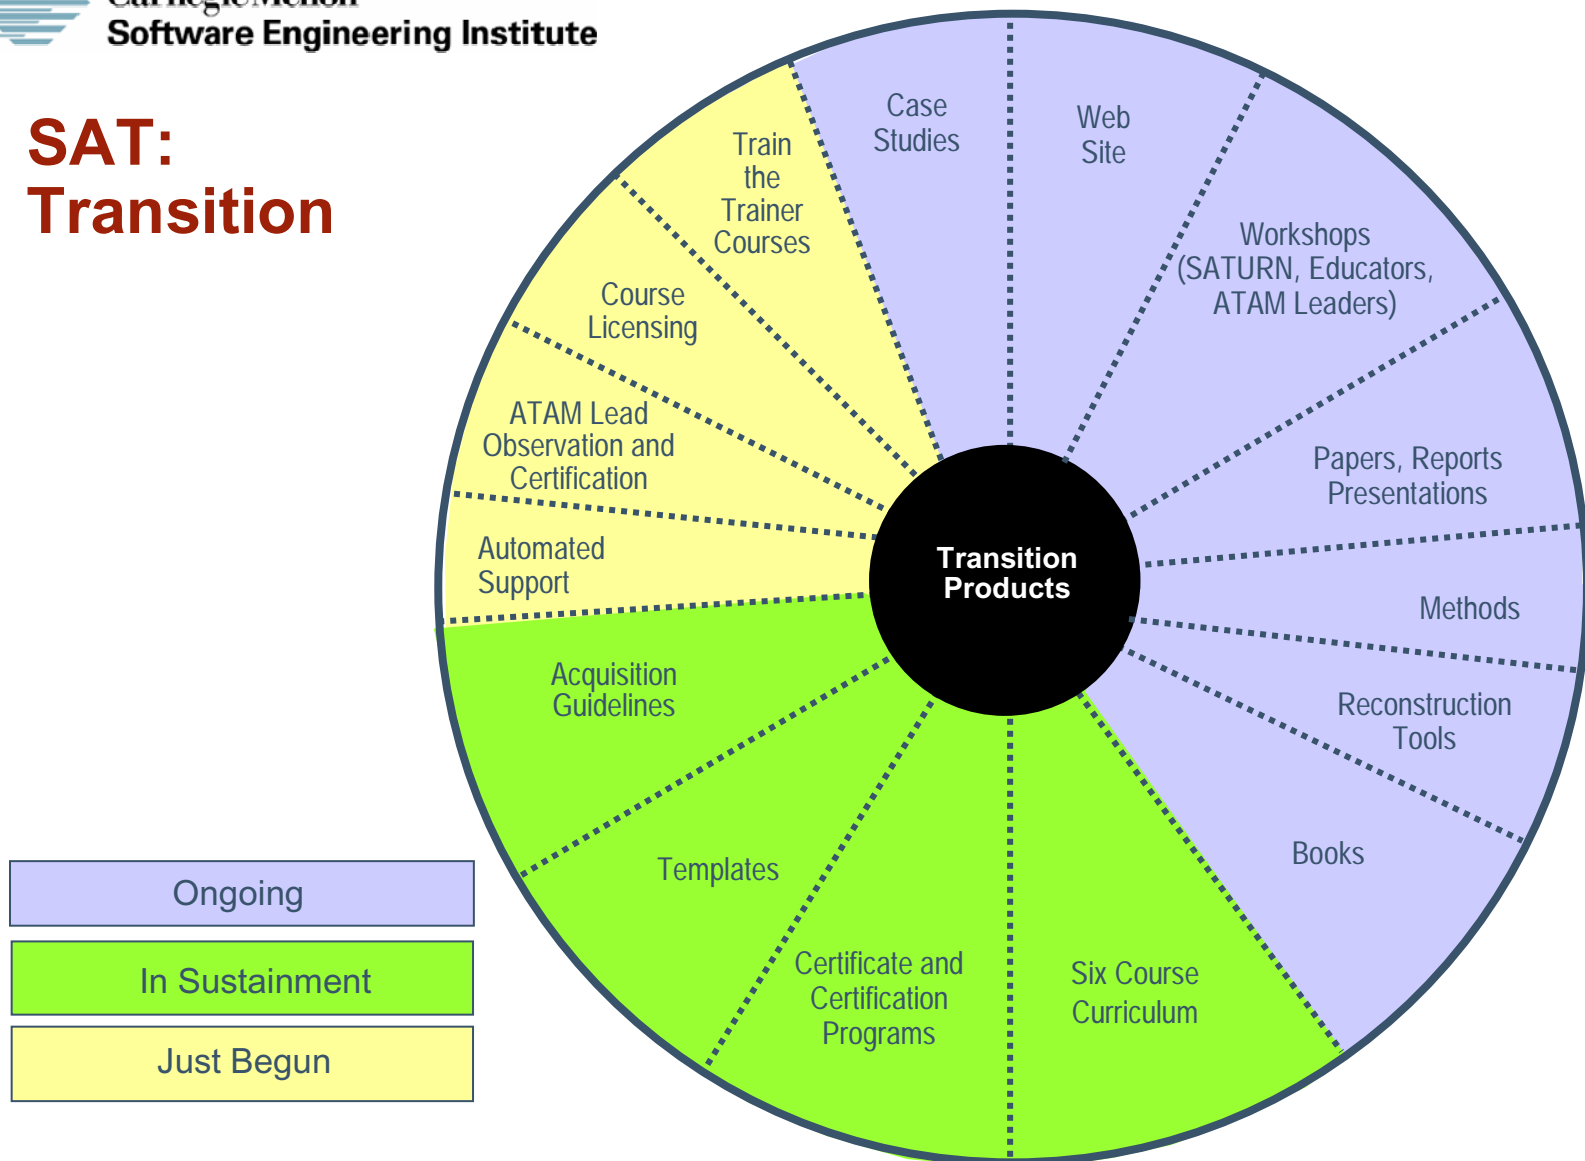 Carnegie Mellon
Software Engineering Institute
SAT:
Transition
Case
Studies
Web
Site
Workshops
(SATURN, Educators,
ATAM Leaders)
Papers, Reports
Presentations
Methods
Reconstruction
Tools
Books
Six Course
Curriculum
Certificate and
Certification
Programs
Templates
Acquisition
Guidelines
Automated
Support
ATAM Lead
Observation and
Certification
Course
Licensing
Train
the
Trainer
Courses
Transition
Products
Ongoing
In Sustainment
Just Begun